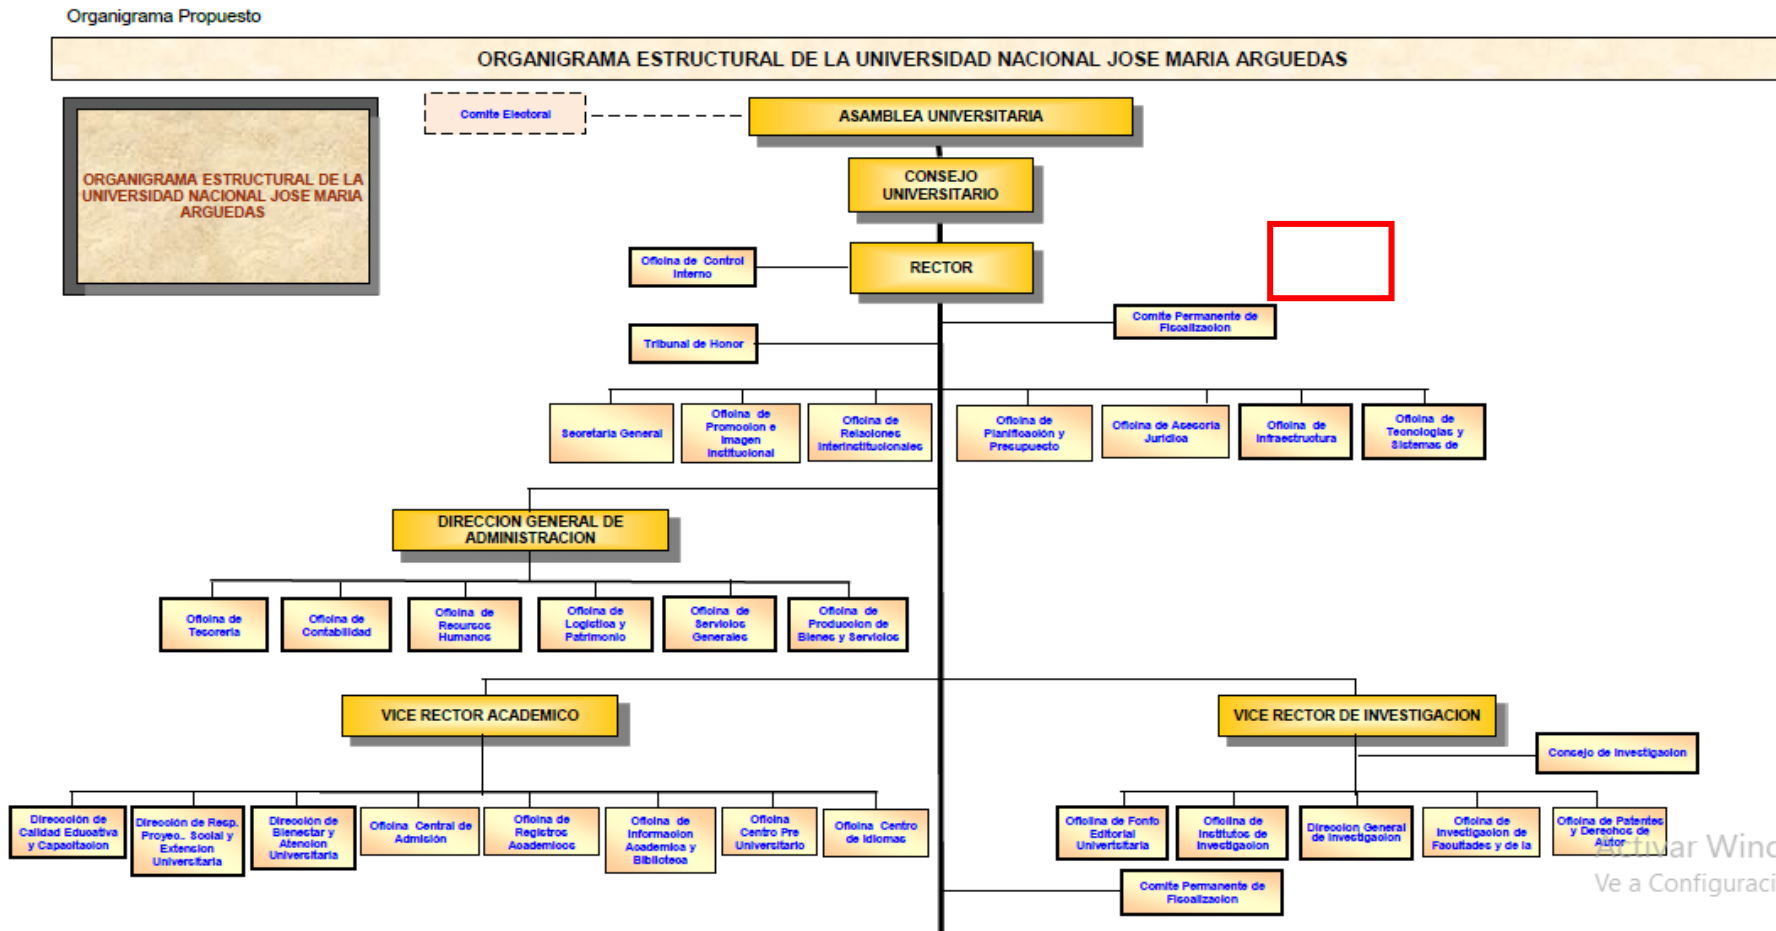 Organigrama Propuesto
ORGANIGRAMA ESTRUCTURAL DE LA UNIVERSIDAD NACIONAL JOSE MARIA ARGUEDAS
Comite Electoral
ASAMBLEA UNIVERSITARIA
ORGANIGRAMA ESTRUCTURAL DE LA
UNIVERSIDAD NACIONAL JOSE MARIA
ARGUEDAS
CONSEJO
UNIVERSITARIO
Oficina de Control
Interno
RECTOR
Comite Permanente de
Fiscalizacion
Tribunal de Honor
Secretaria General
Oficina de
Promocion e
Imagen
Institucional
Oficina de
Relaciones
Interinstitucionales
Oficina de
Planificación y
Presupuesto
Oficina de Asesoria
Juridica
Oficina de
Infraestructura
Oficina de
Tecnologias y
Sistemas de
DIRECCION GENERAL DE
ADMINISTRACION
Oficina de
Tesoreria
Oficina de
Contabilidad
Oficina de
Recursos
Humanos
Oficina de
Logistica y
Patrimonio
Oficina de
Servicios
Generales
Oficina de
Produccion de
Bienes y Servicios
VICE RECTOR ACADEMICO
VICE RECTOR DE INVESTIGACION
Consejo de Investigacion
Dirección de
Calidad Educativa
y Capacitacion
Dirección de Resp.
Proyec.. Social y
Extension
Universitaria
Dirección de
Bienestar y
Atencion
Universitaria
Oficina Central de
Admisión
Oficina de
Registros
Academicos
Oficina de
Informacion
Academica y
Biblioteca
Oficina
Centro Pre
Universitario
Oficina Centro
de Idiomas
Oficina de Fonfo
Editorial
Univertsitaria
Oficina de
Institutos de
Investigacion
Direccion General
de Investigacion
Oficina de
Investigacion de
Facultades y de la
Oficina de Patentes
y Derechos de
Autor
Activar Wind
Ve a Configuraci
Comite Permanente de
Fiscalizacion